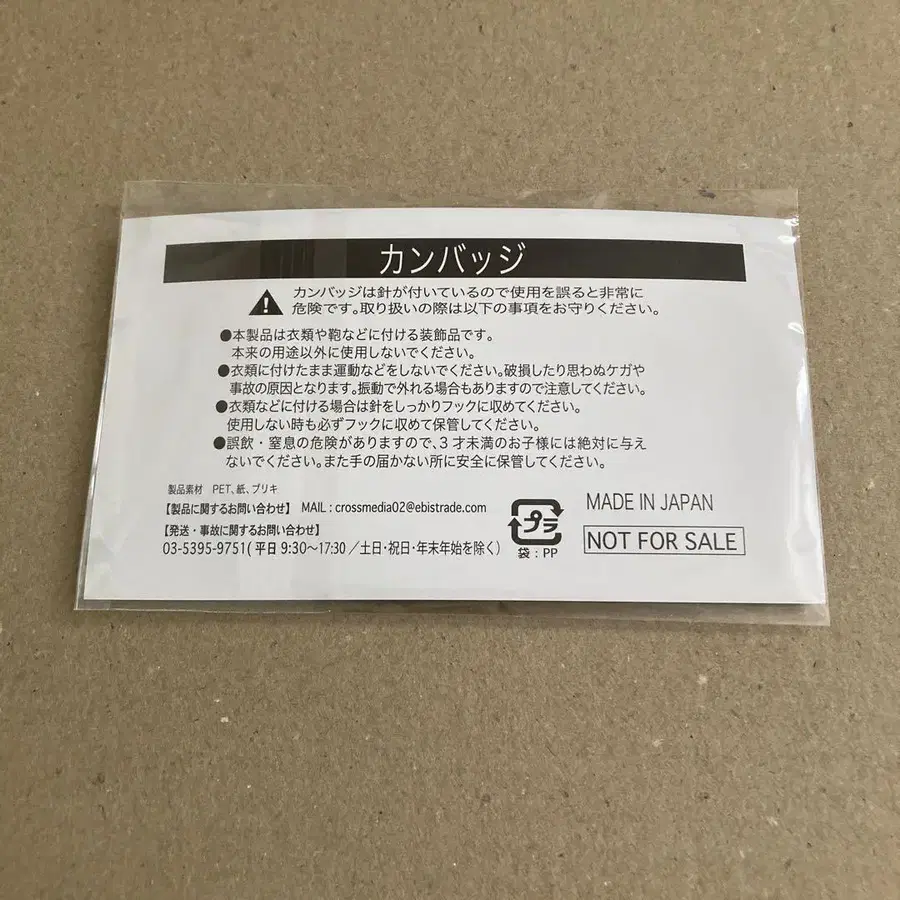 カンバッジ
カンバッジは針が付いているので使用を誤ると非常に
危険です。取り扱いの際は以下の事項をお守りください。
●本製品は衣類や鞄などに付ける装飾品です。
本来の用途以外に使用しないでください。
●衣類に付けたまま運動などをしないでください。破損したり思わぬケガや
事故の原因となります。振動で外れる場合もありますので注意してください。
●衣類などに付ける場合は針をしっかりフックに収めてください。
使用しない時も必ずフックに収めて保管してください。
●誤飲・窒息の危険がありますので、3才未満のお子様には絶対に与え
ないでください。また手の届かない所に安全に保管してください。
製品素材 PET、紙、ブリキ
【製品に関するお問い合わせ】 MAIL : crossmedia02@ebistrade.com
【発送・事故に関するお問い合わせ】
03-5395-9751( 平日 9:30〜17:30 ／土日・祝日・年末年始を除く)
プラ
袋 : PP
MADE IN JAPAN
NOT FOR SALE